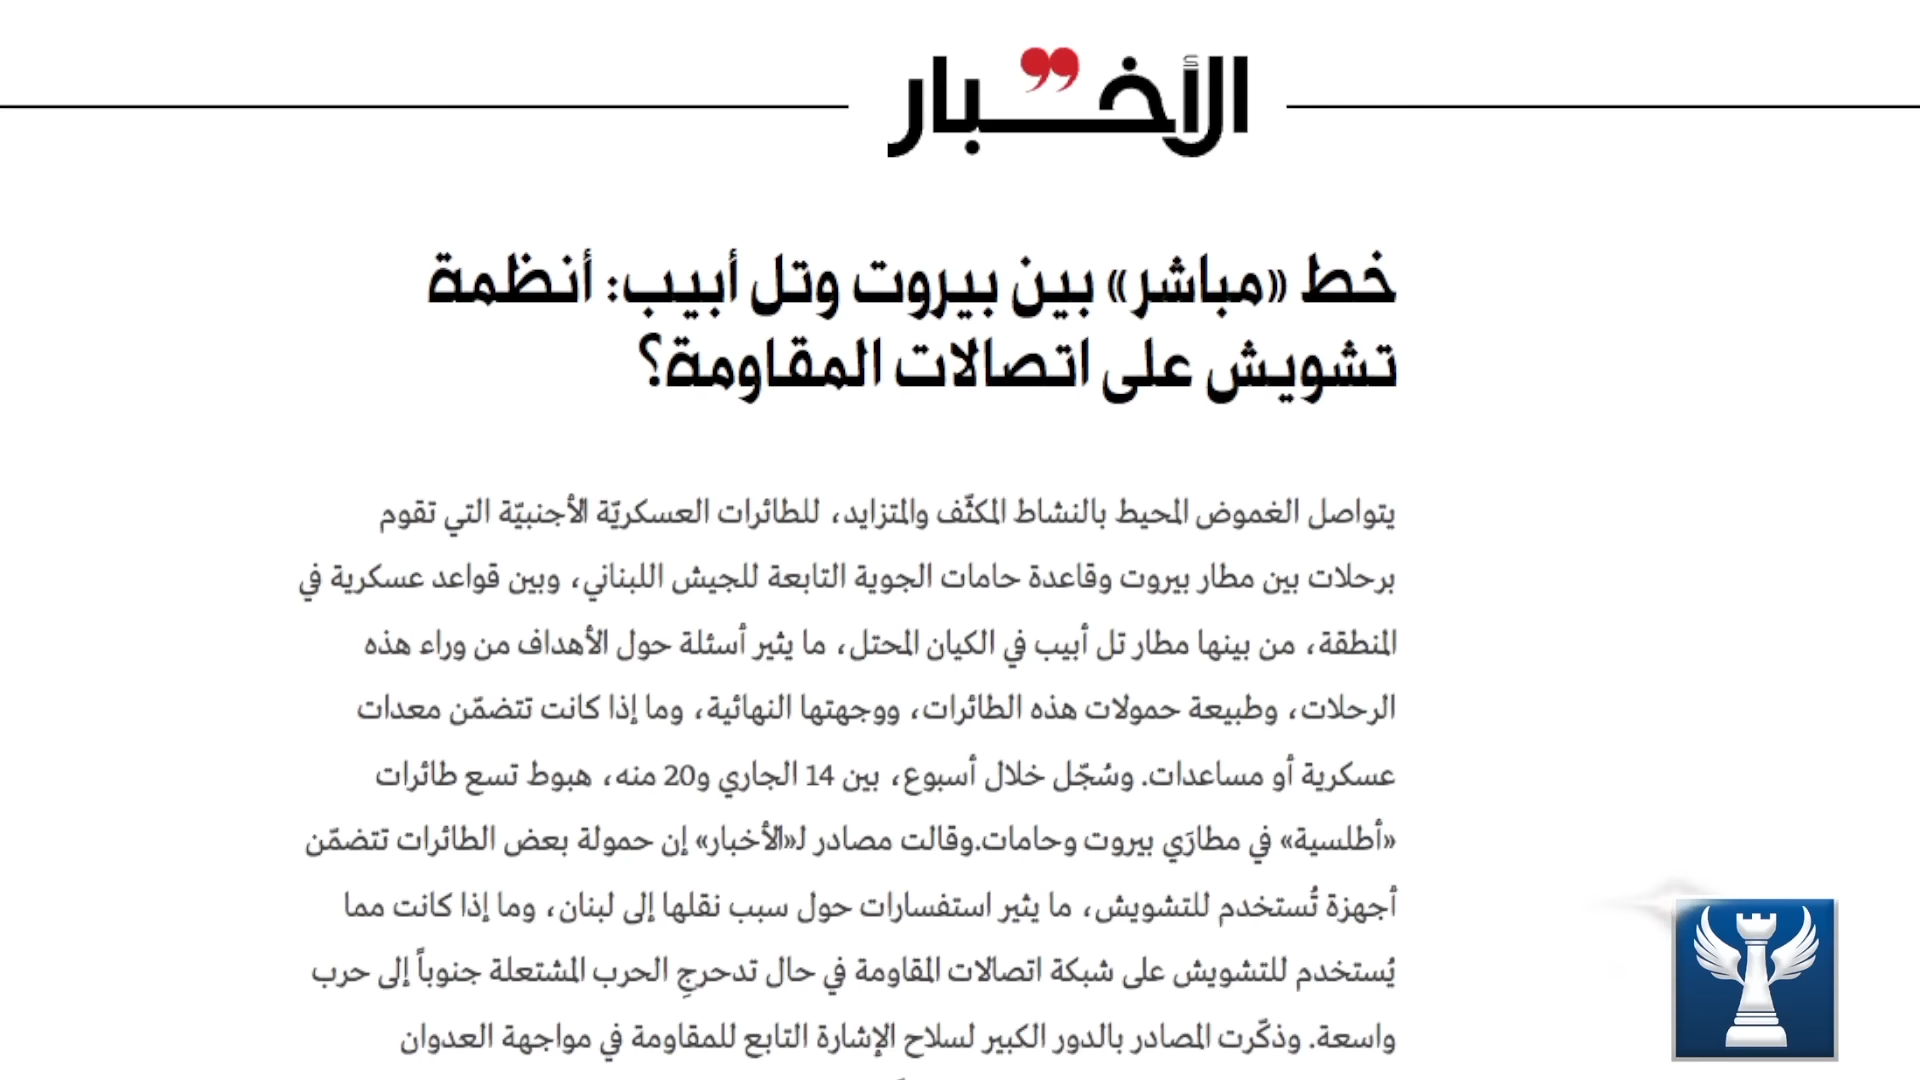 الأخبار
خط «مباشر» بين بيروت وتل أبيب: أنظمة
تشويش على اتصالات المقاومة؟
يتواصل الغموض المحيط بالنشاط المكثّف والمتزايد، للطائرات العسكريّة الأجنبيّة التي تقوم
برحلات بين مطار بيروت وقاعدة حامات الجوية التابعة للجيش اللبناني، وبين قواعد عسكرية في
المنطقة، من بينها مطار تل أبيب في الكيان المحتل، ما يثير أسئلة حول الأهداف من وراء هذه
الرحلات، وطبيعة حمولات هذه الطائرات، ووجهتها النهائية، وما إذا كانت تتضمّن معدات
عسكرية أو مساعدات. وسُجّل خلال أسبوع، بين 14 الجاري و20 منه، هبوط تسع طائرات
«أطلسية» في مطارَي بيروت وحامات.وقالت مصادر لـ«الأخبار» إن حمولة بعض الطائرات تتضمّن
أجهزة تُستخدم للتشويش، ما يثير استفسارات حول سبب نقلها إلى لبنان، وما إذا كانت مما
يُستخدم للتشويش على شبكة اتصالات المقاومة في حال تدحرجِ الحرب المشتعلة جنوباً إلى حرب
واسعة. وذكّرت المصادر بالدور الكبير لسلاح الإشارة التابع للمقاومة في مواجهة العدوان